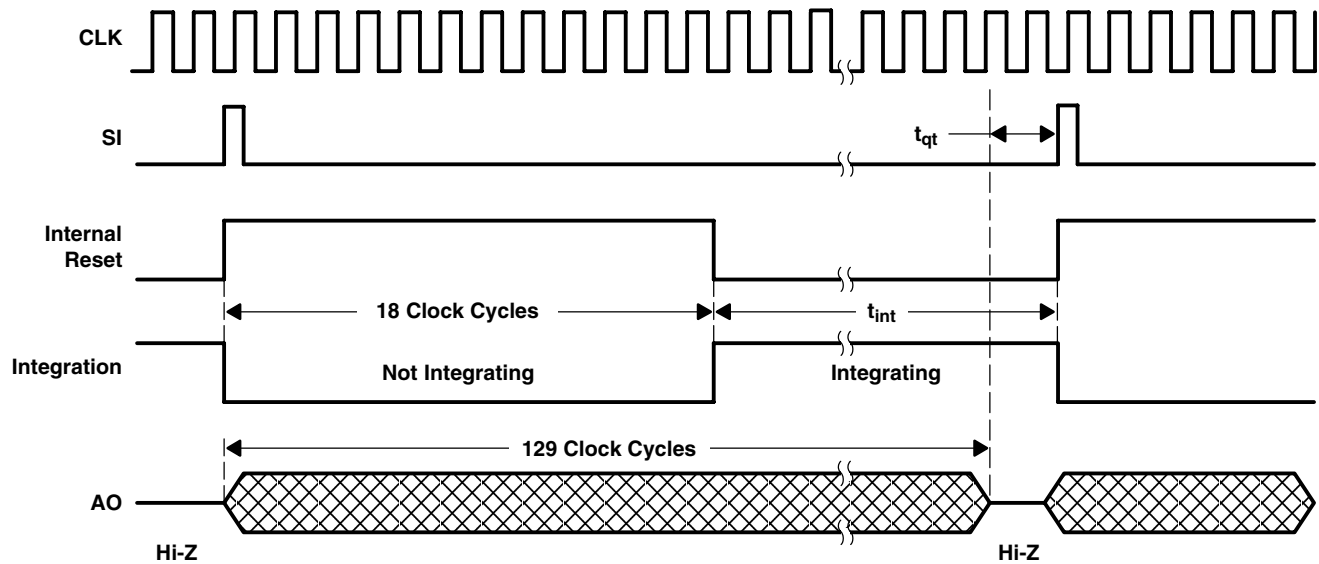 CLK
SI
t_qt
Internal
Reset
18 Clock Cycles
t_int
Integration
Not Integrating
Integrating
129 Clock Cycles
AO
Hi-Z
Hi-Z